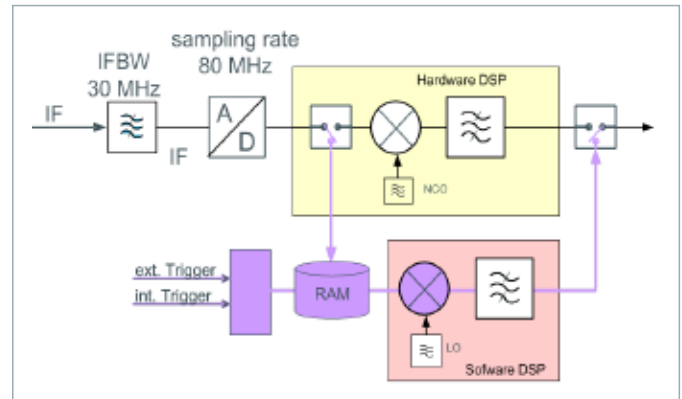 sampling rate
80 MHz
IFBW
30 MHz
Hardware DSP
IF
A
D
IF
NCO
ext. Trigger
int. Trigger
RAM
LO
Sofware DSP